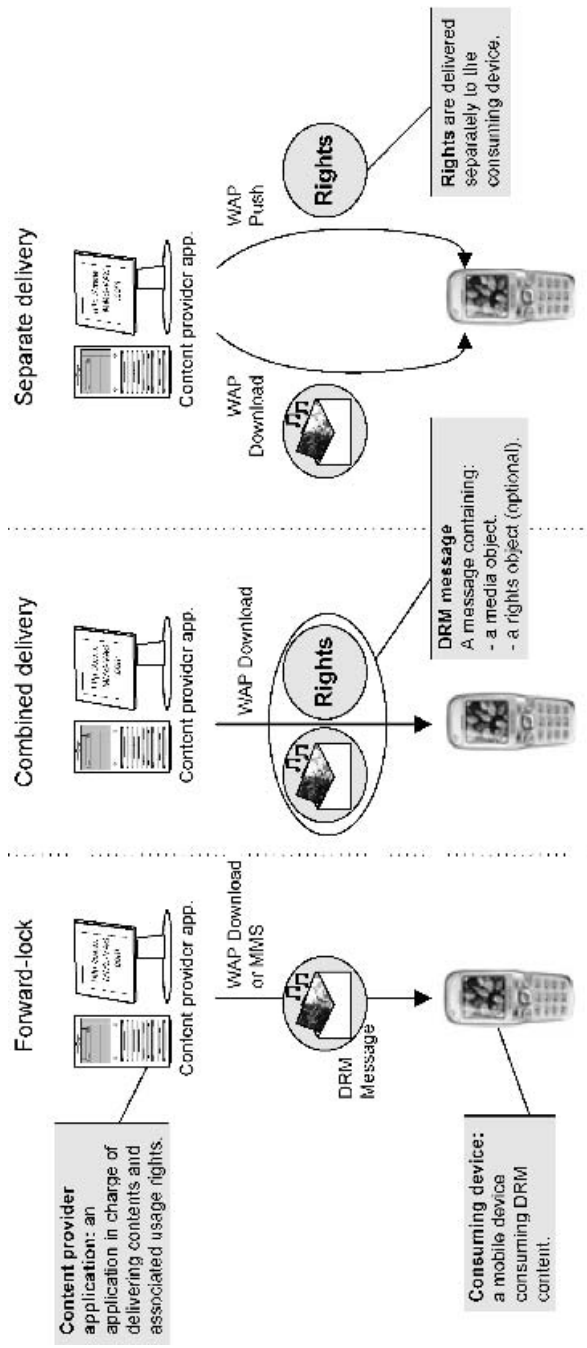 Forward-lock
Content provider
application: an
application in charge of
delivering contents and
associated usage rights.
Content provider app.
WAP Download
or MMS
DRM
Message
Consuming device:
a mobile device
consuming DRM
content.
Combined delivery
Content provider app.
WAP Download
Rights
DRM message
A message containing:
- a media object.
- a rights object (optional).
Separate delivery
Content provider app.
WAP
Download
WAP
Push
Rights
Rights are delivered
separately to the
consuming device.